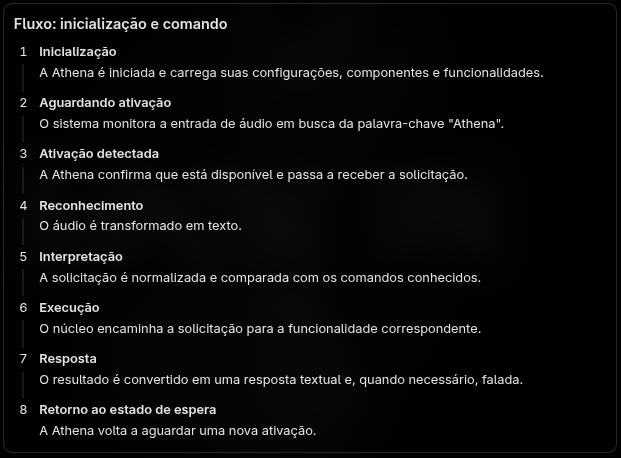 Fluxo: inicialização e comando
1 Inicialização
A Athena é iniciada e carrega suas configurações, componentes e funcionalidades.
2 Aguardando ativação
O sistema monitora a entrada de áudio em busca da palavra-chave "Athena".
3 Ativação detectada
A Athena confirma que está disponível e passa a receber a solicitação.
4 Reconhecimento
O áudio é transformado em texto.
5 Interpretação
A solicitação é normalizada e comparada com os comandos conhecidos.
6 Execução
O núcleo encaminha a solicitação para a funcionalidade correspondente.
7 Resposta
O resultado é convertido em uma resposta textual e, quando necessário, falada.
8 Retorno ao estado de espera
A Athena volta a aguardar uma nova ativação.